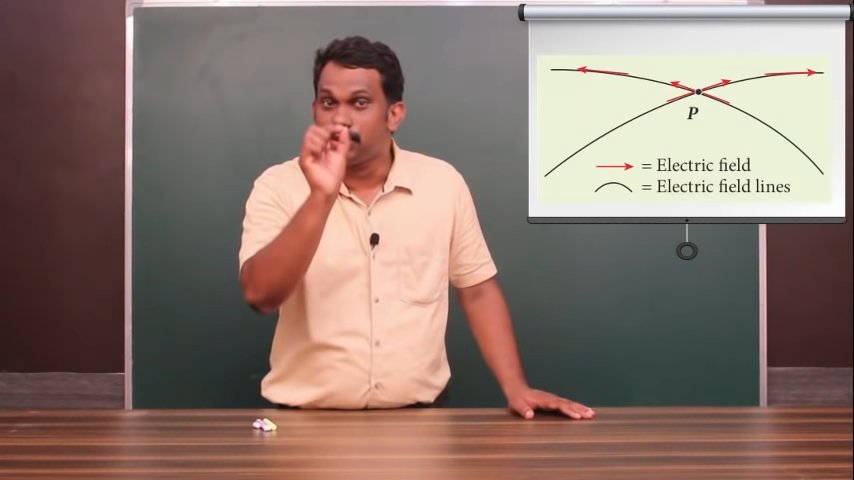 P
= Electric field
= Electric field lines